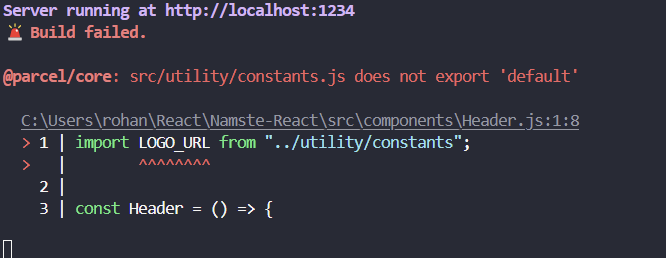 Server running at http://localhost:1234
🚨 Build failed.
@parcel/core: src/utility/constants.js does not export 'default'
C:\Users\rohan\React\Namste-React\src\components\Header.js:1:8
> 1 | import LOGO_URL from "../utility/constants";
>   |        ^^^^^^^^
2 |
3 | const Header = () => {